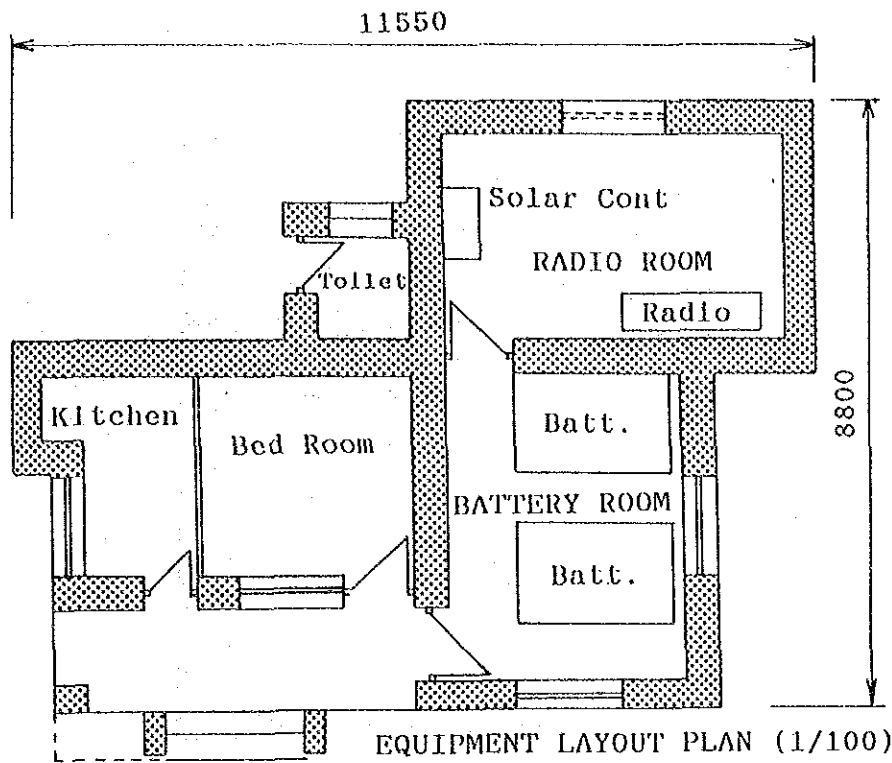 11550
Solar Cont
RADIO ROOM
Toilet
Radio
Kitchen
Bed Room
Batt.
8800
BATTERY ROOM
Batt.
EQUIPMENT LAYOUT PLAN (1/100)